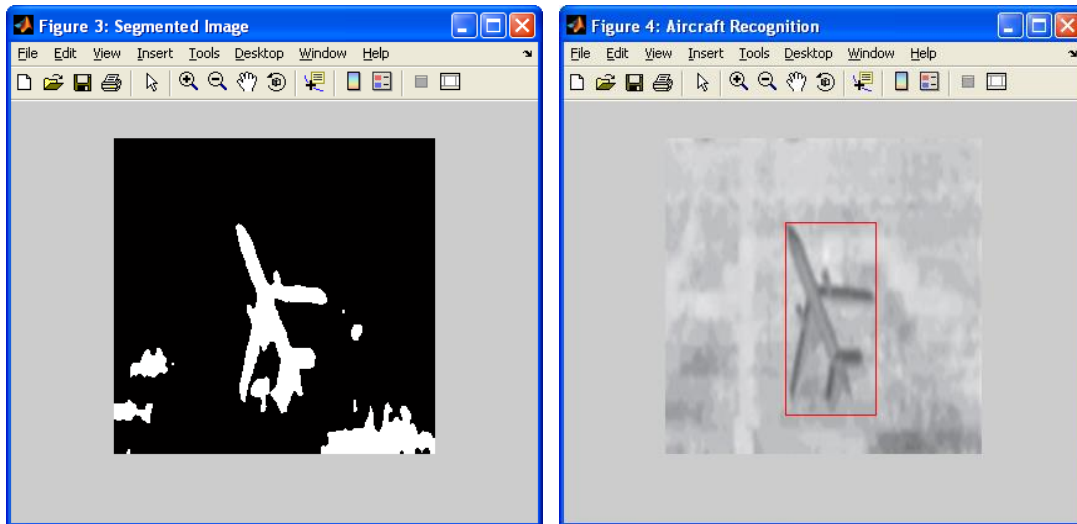 Figure 3: Segmented Image
File Edit View Insert Tools Desktop Window Help
Figure 4: Aircraft Recognition
File Edit View Insert Tools Desktop Window Help